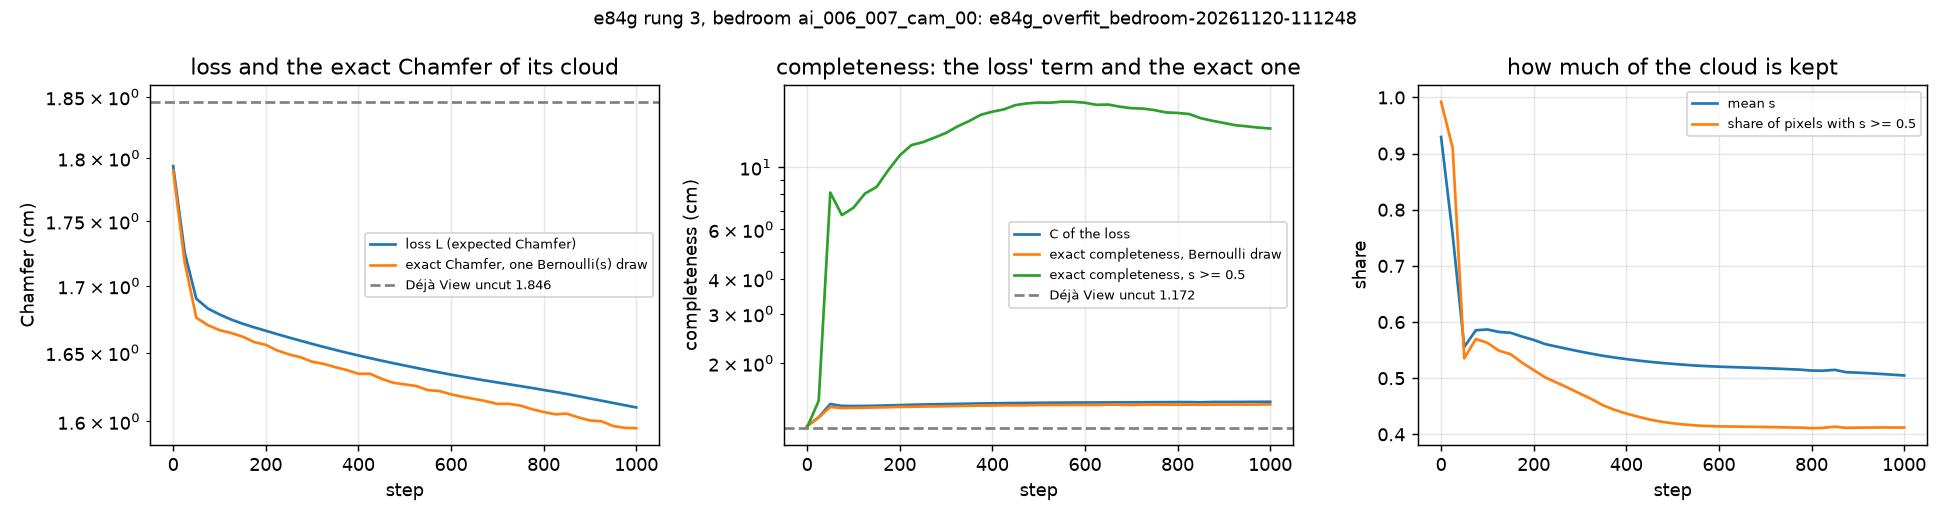 e84g rung 3, bedroom ai_006_007_cam_00: e84g_overfit_bedroom-20261120-111248
loss and the exact Chamfer of its cloud
Chamfer (cm)
1.85 × 10⁰
1.8 × 10⁰
1.75 × 10⁰
1.7 × 10⁰
1.65 × 10⁰
1.6 × 10⁰
loss L (expected Chamfer)
exact Chamfer, one Bernoulli(s) draw
Déjà View uncut 1.846
0 200 400 600 800 1000
step
completeness: the loss' term and the exact one
completeness (cm)
10¹
6 × 10⁰
4 × 10⁰
3 × 10⁰
2 × 10⁰
C of the loss
exact completeness, Bernoulli draw
exact completeness, s >= 0.5
Déjà View uncut 1.172
0 200 400 600 800 1000
step
how much of the cloud is kept
share
1.0
0.9
0.8
0.7
0.6
0.5
0.4
mean s
share of pixels with s >= 0.5
0 200 400 600 800 1000
step